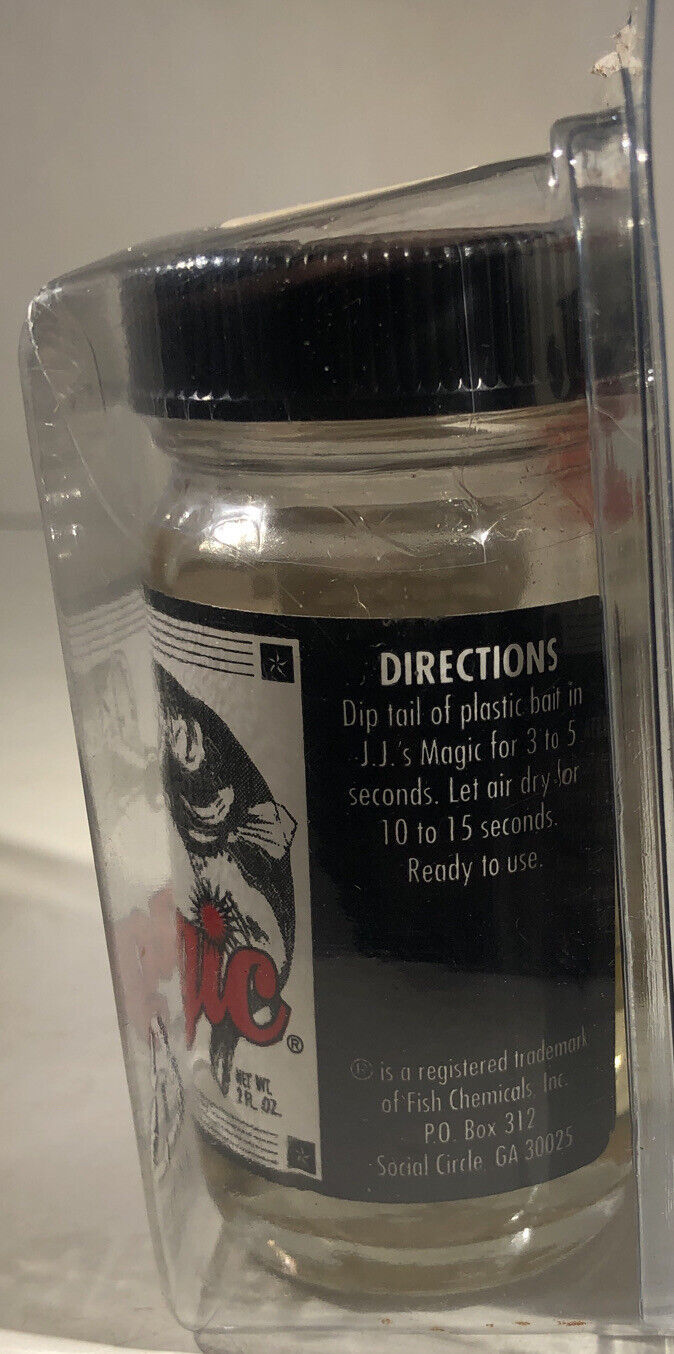 DIRECTIONS
Dip tail of plastic bait in
J.J.'s Magic for 3 to 5
seconds. Let air dry for
10 to 15 seconds.
Ready to use.
gic ®
NET WT.
® is a registered trademark
of Fish Chemicals, Inc.
P.O. Box 312
Social Circle, GA 30025